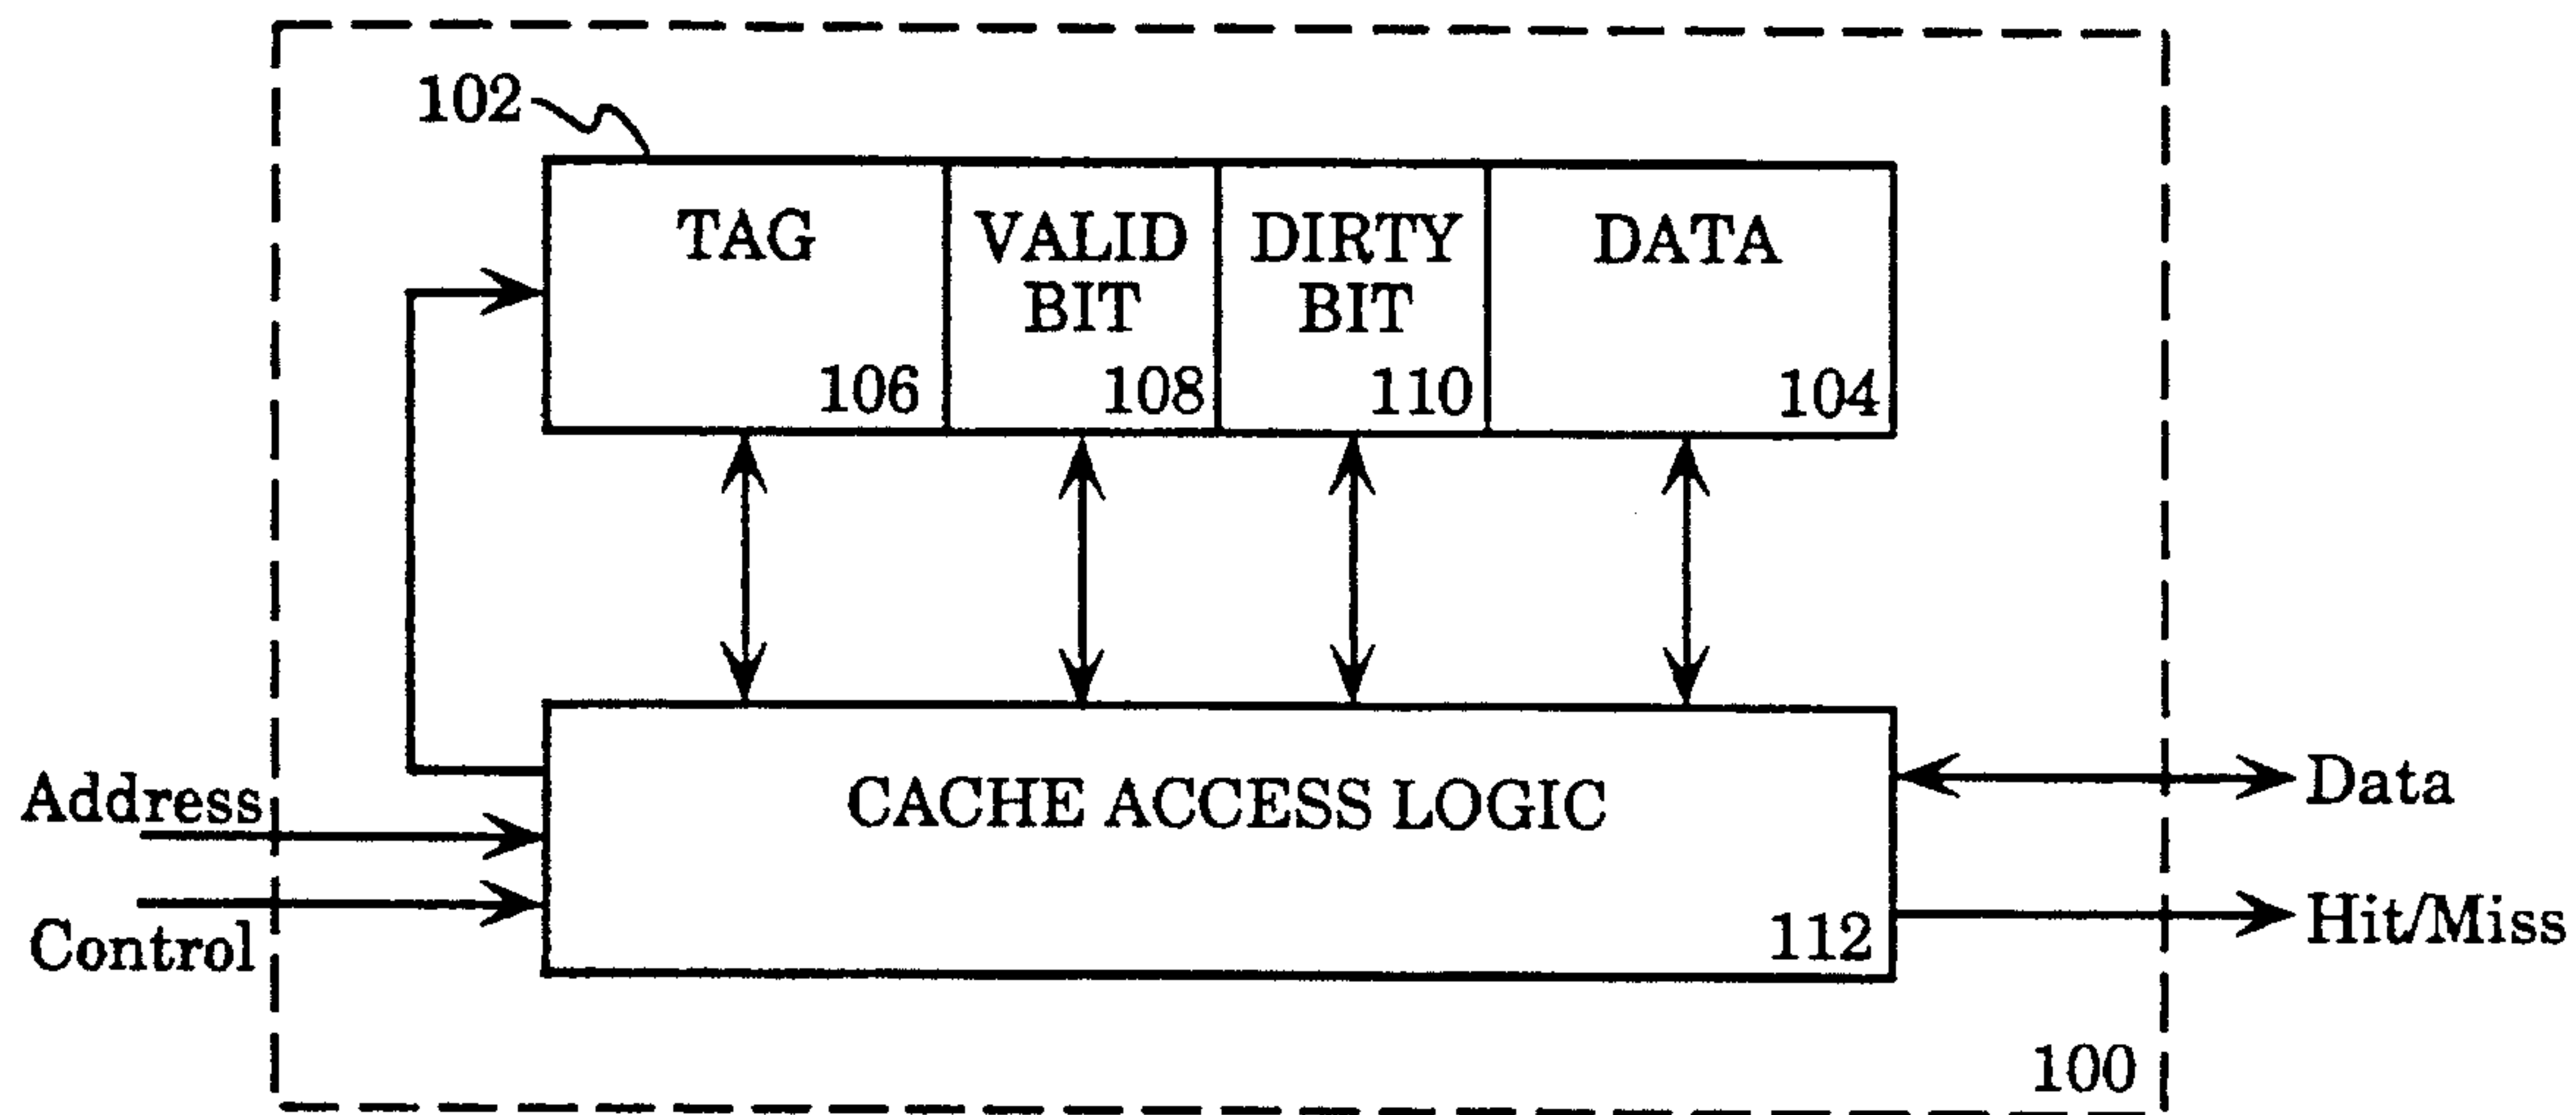 102
TAG
VALID
BIT
DIRTY
BIT
DATA
106
108
110
104
Address
Control
CACHE ACCESS LOGIC
112
Data
Hit/Miss
100